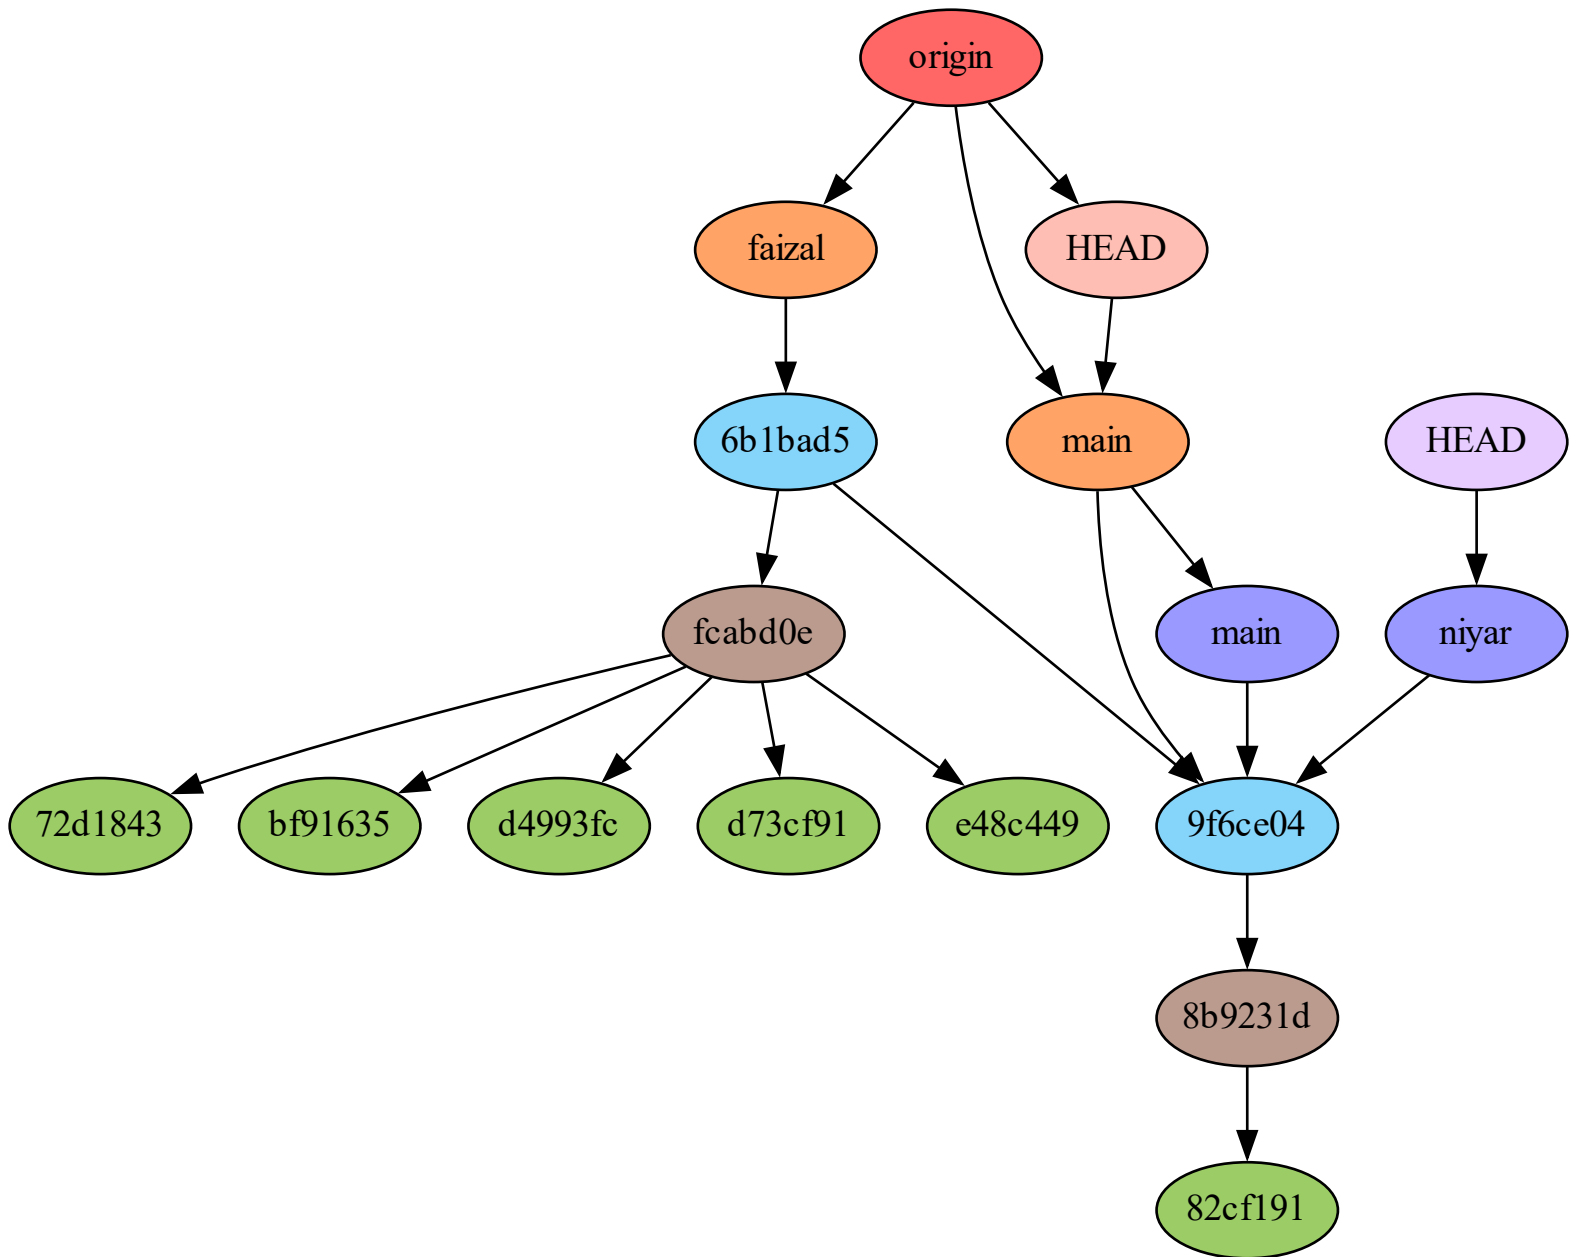 origin
faizal
HEAD
6b1bad5
main
HEAD
fcabd0e
main
niyar
72d1843
bf91635
d4993fc
d73cf91
e48c449
9f6ce04
8b9231d
82cf191